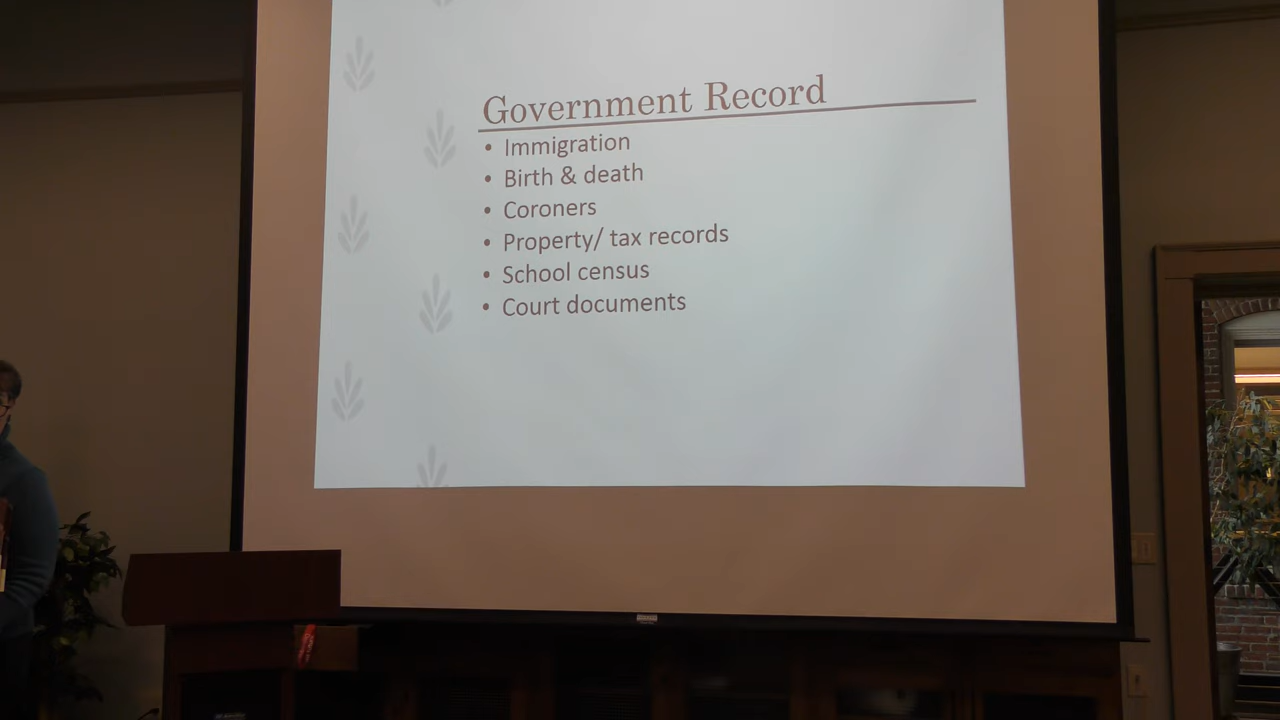 Government Record
• Immigration
• Birth & death
• Coroners
• Property/ tax records
• School census
• Court documents